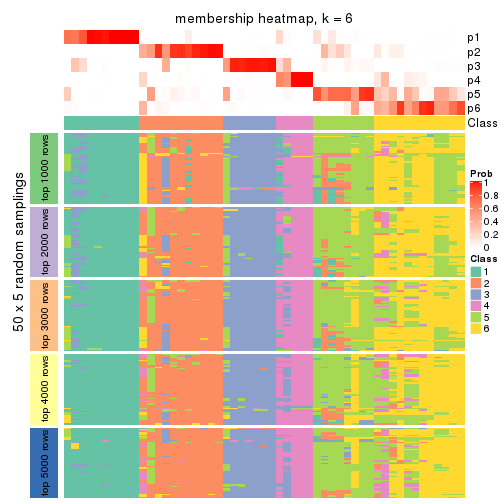 membership heatmap, k = 6
p1
p2
p3
p4
p5
p6
Class
50 x 5 random samplings
top 1000 rows
top 2000 rows
top 3000 rows
top 4000 rows
top 5000 rows
Prob
1
0.8
0.6
0.4
0.2
0
Class
1
2
3
4
5
6